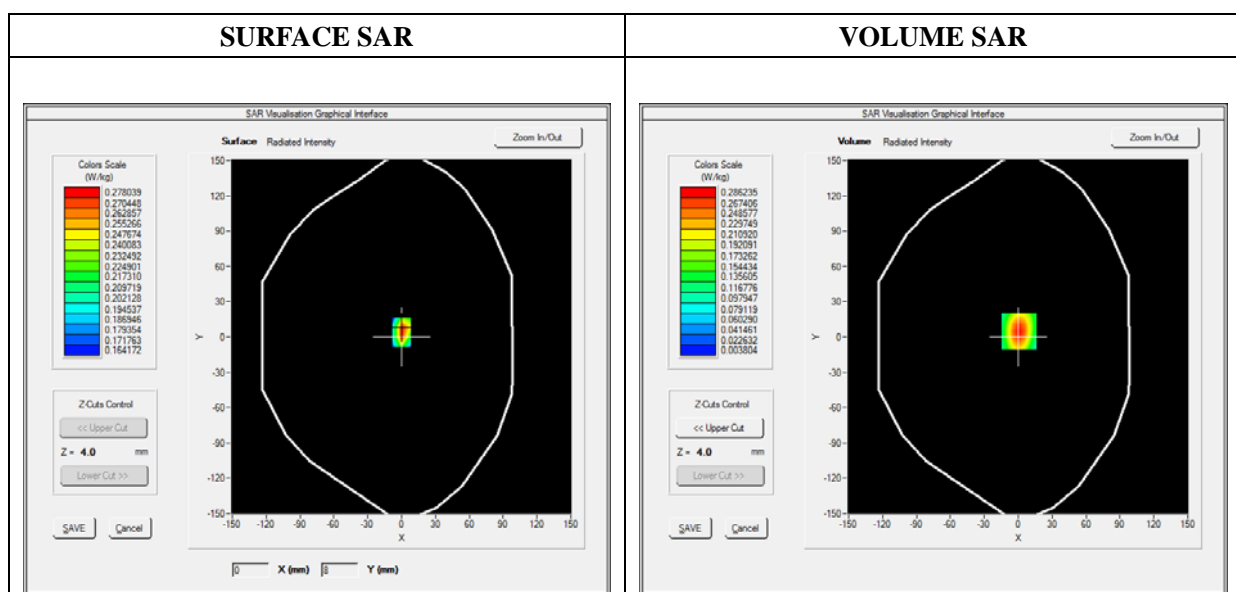 SURFACE SAR
VOLUME SAR
SAR Visualisation Graphical Interface
Surface Radiated Intensity
Zoom In/Out
Colors Scale
(W/kg)
0.278039
0.270448
0.262857
0.255266
0.247674
0.240083
0.232492
0.224901
0.217310
0.209719
0.202128
0.194537
0.186946
0.179354
0.171763
0.164172
150
120
90
60
30
0
-30
-60
-90
-120
-150
Y
-150 -120 -90 -60 -30 0 30 60 90 120 150
X
Z-Cuts Control
<< Upper Cut
Z = 4.0 mm
Lower Cut >>
SAVE Cancel
0 X (mm) 8 Y (mm)
SAR Visualisation Graphical Interface
Volume Radiated Intensity
Zoom In/Out
Colors Scale
(W/kg)
0.286235
0.267406
0.248577
0.229749
0.210920
0.192091
0.173262
0.154434
0.135605
0.116776
0.097947
0.079119
0.060290
0.041461
0.022632
0.003804
150
120
90
60
30
0
-30
-60
-90
-120
-150
Y
-150 -120 -90 -60 -30 0 30 60 90 120 150
X
Z-Cuts Control
<< Upper Cut
Z = 4.0 mm
Lower Cut >>
SAVE Cancel